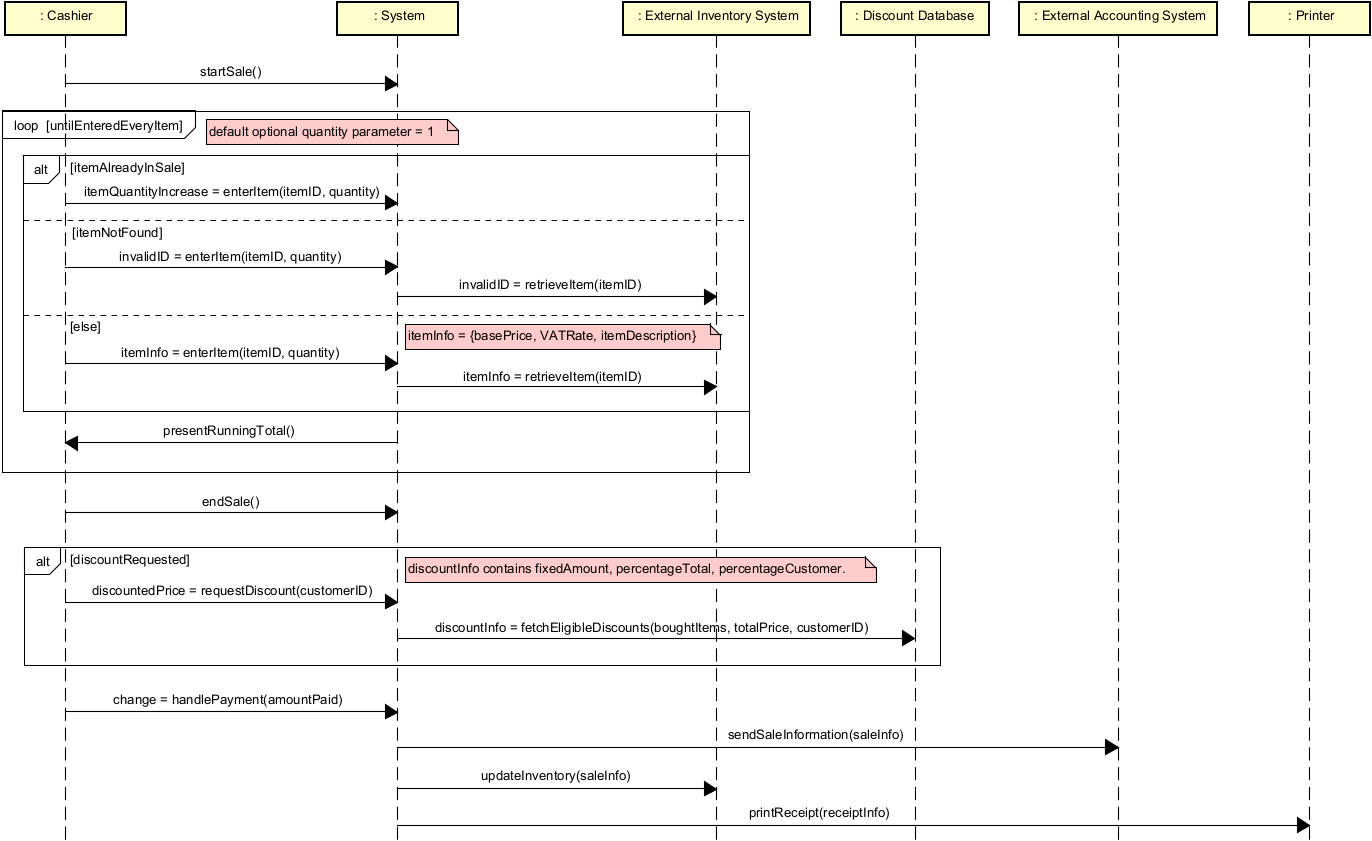 : Cashier
: System
: External Inventory System
: Discount Database
: External Accounting System
: Printer
startSale()
loop [untilEnteredEveryItem]
default optional quantity parameter = 1
alt
[itemAlreadyInSale]
itemQuantityIncrease = enterItem(itemID, quantity)
[itemNotFound]
invalidID = enterItem(itemID, quantity)
invalidID = retrieveItem(itemID)
[else]
itemInfo = {basePrice, VATRate, itemDescription}
itemInfo = enterItem(itemID, quantity)
itemInfo = retrieveItem(itemID)
presentRunningTotal()
endSale()
alt
[discountRequested]
discountInfo contains fixedAmount, percentageTotal, percentageCustomer.
discountedPrice = requestDiscount(customerID)
discountInfo = fetchEligibleDiscounts(boughtItems, totalPrice, customerID)
change = handlePayment(amountPaid)
sendSaleInformation(saleInfo)
updateInventory(saleInfo)
printReceipt(receiptInfo)